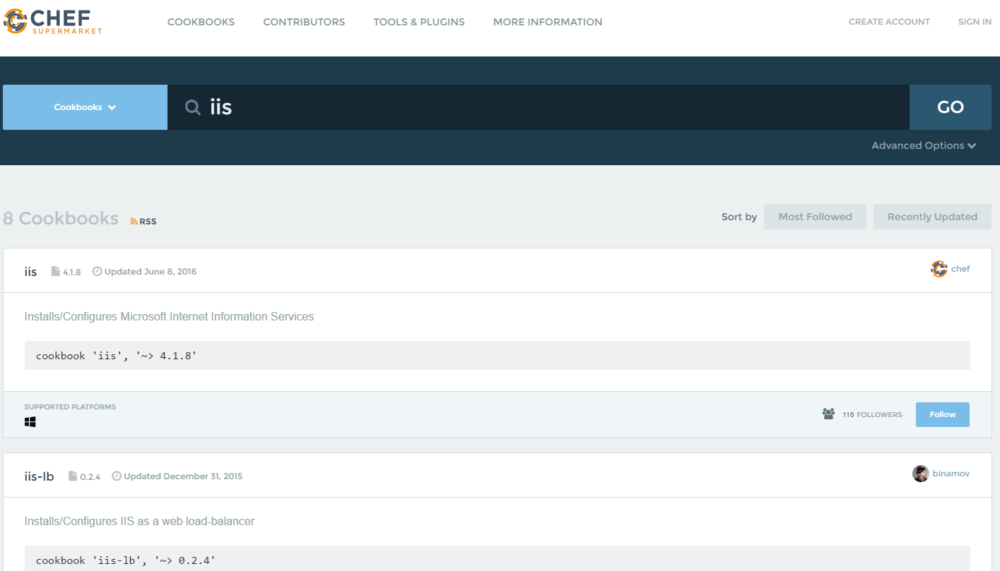 CHEF
SUPERMARKET
COOKBOOKS CONTRIBUTORS TOOLS & PLUGINS MORE INFORMATION CREATE ACCOUNT SIGN IN
Cookbooks iis GO
Advanced Options
8 Cookbooks RSS Sort by Most Followed Recently Updated
iis 4.1.8 Updated June 8, 2016 chef
Installs/Configures Microsoft Internet Information Services
cookbook 'iis', '~> 4.1.8'
SUPPORTED PLATFORMS
116 FOLLOWERS Follow
iis-lb 0.2.4 Updated December 31, 2015 binamov
Installs/Configures IIS as a web load-balancer
cookbook 'iis-lb', '~> 0.2.4'